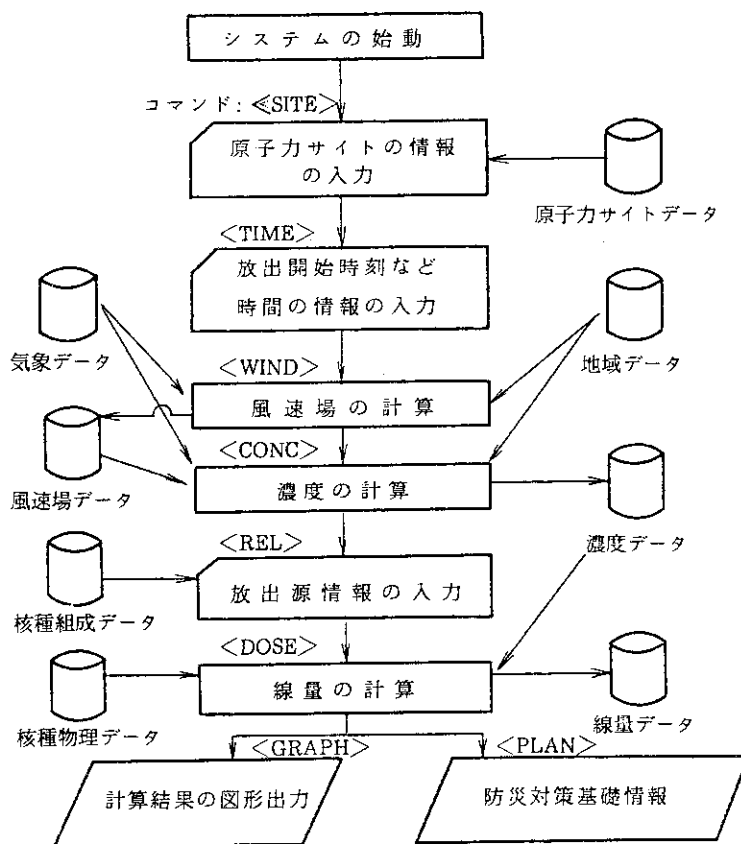 システムの始動
コマンド:<SITE>
原子力サイトの情報
の入力
原子力サイトデータ
<TIME>
放出開始時刻など
時間の情報の入力
気象データ
地域データ
<WIND>
風速場の計算
<CONC>
風速場データ
濃度の計算
濃度データ
<REL>
放出源情報の入力
核種組成データ
<DOSE>
線量の計算
核種物理データ
線量データ
<GRAPH>
<PLAN>
計算結果の図形出力
防災対策基礎情報